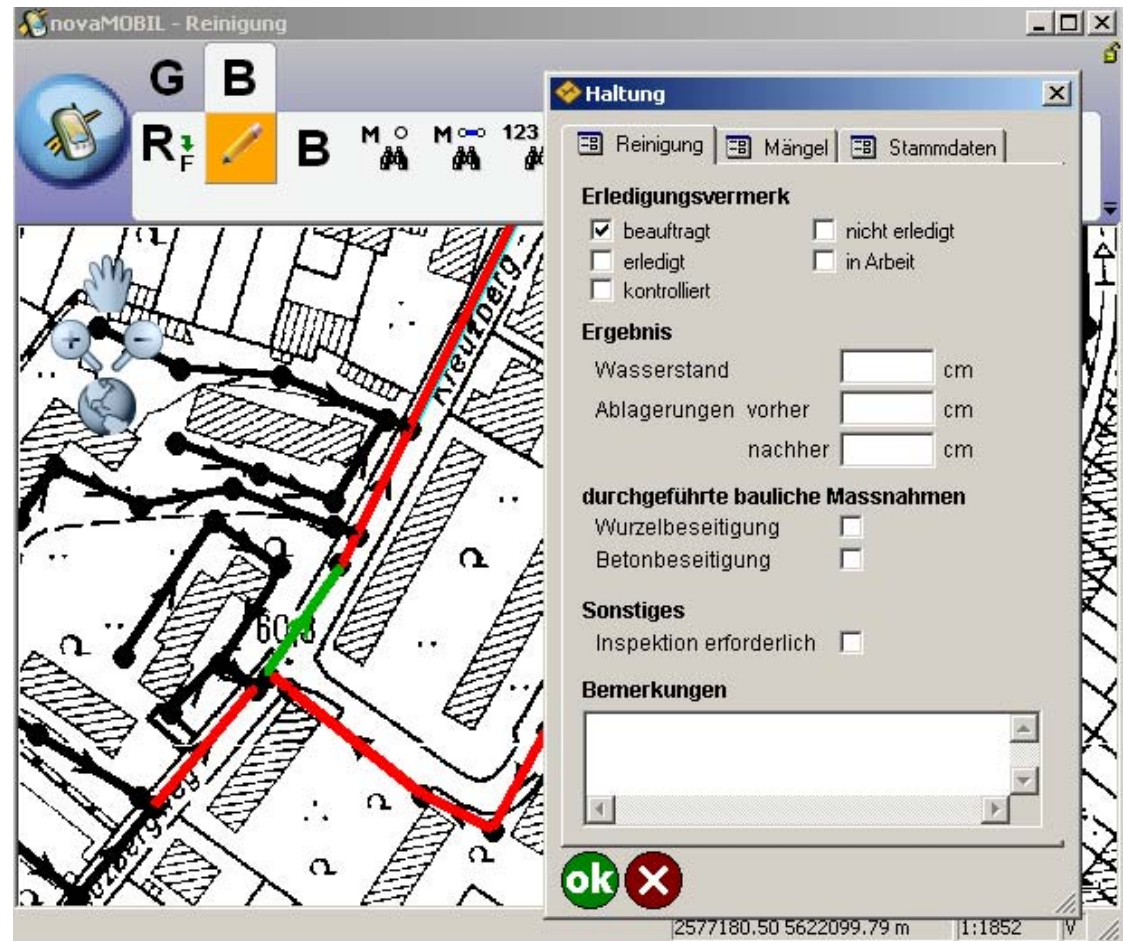 novaMOBIL - Reinigung
G B
R F B M M 123
Haltung
Reinigung Mängel Stammdaten
Erledigungsvermerk
beauftragt nicht erledigt
erledigt in Arbeit
kontrolliert
Ergebnis
Wasserstand cm
Ablagerungen vorher cm
nachher cm
durchgeführte bauliche Massnahmen
Wurzelbeseitigung
Betonbeseitigung
Sonstiges
Inspektion erforderlich
Bemerkungen
Kreuzberg
ok
2577180.50 5622099.79 m 1:1852 V